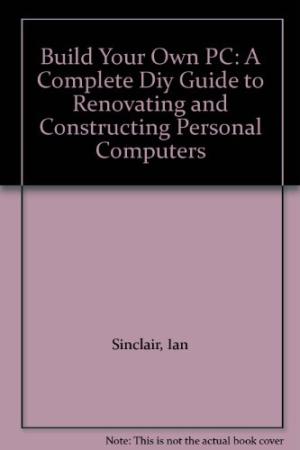 Build Your Own PC: A
Complete Diy Guide to
Renovating and
Constructing Personal
Computers
Sinclair, Ian
Note: This is not the actual book cover